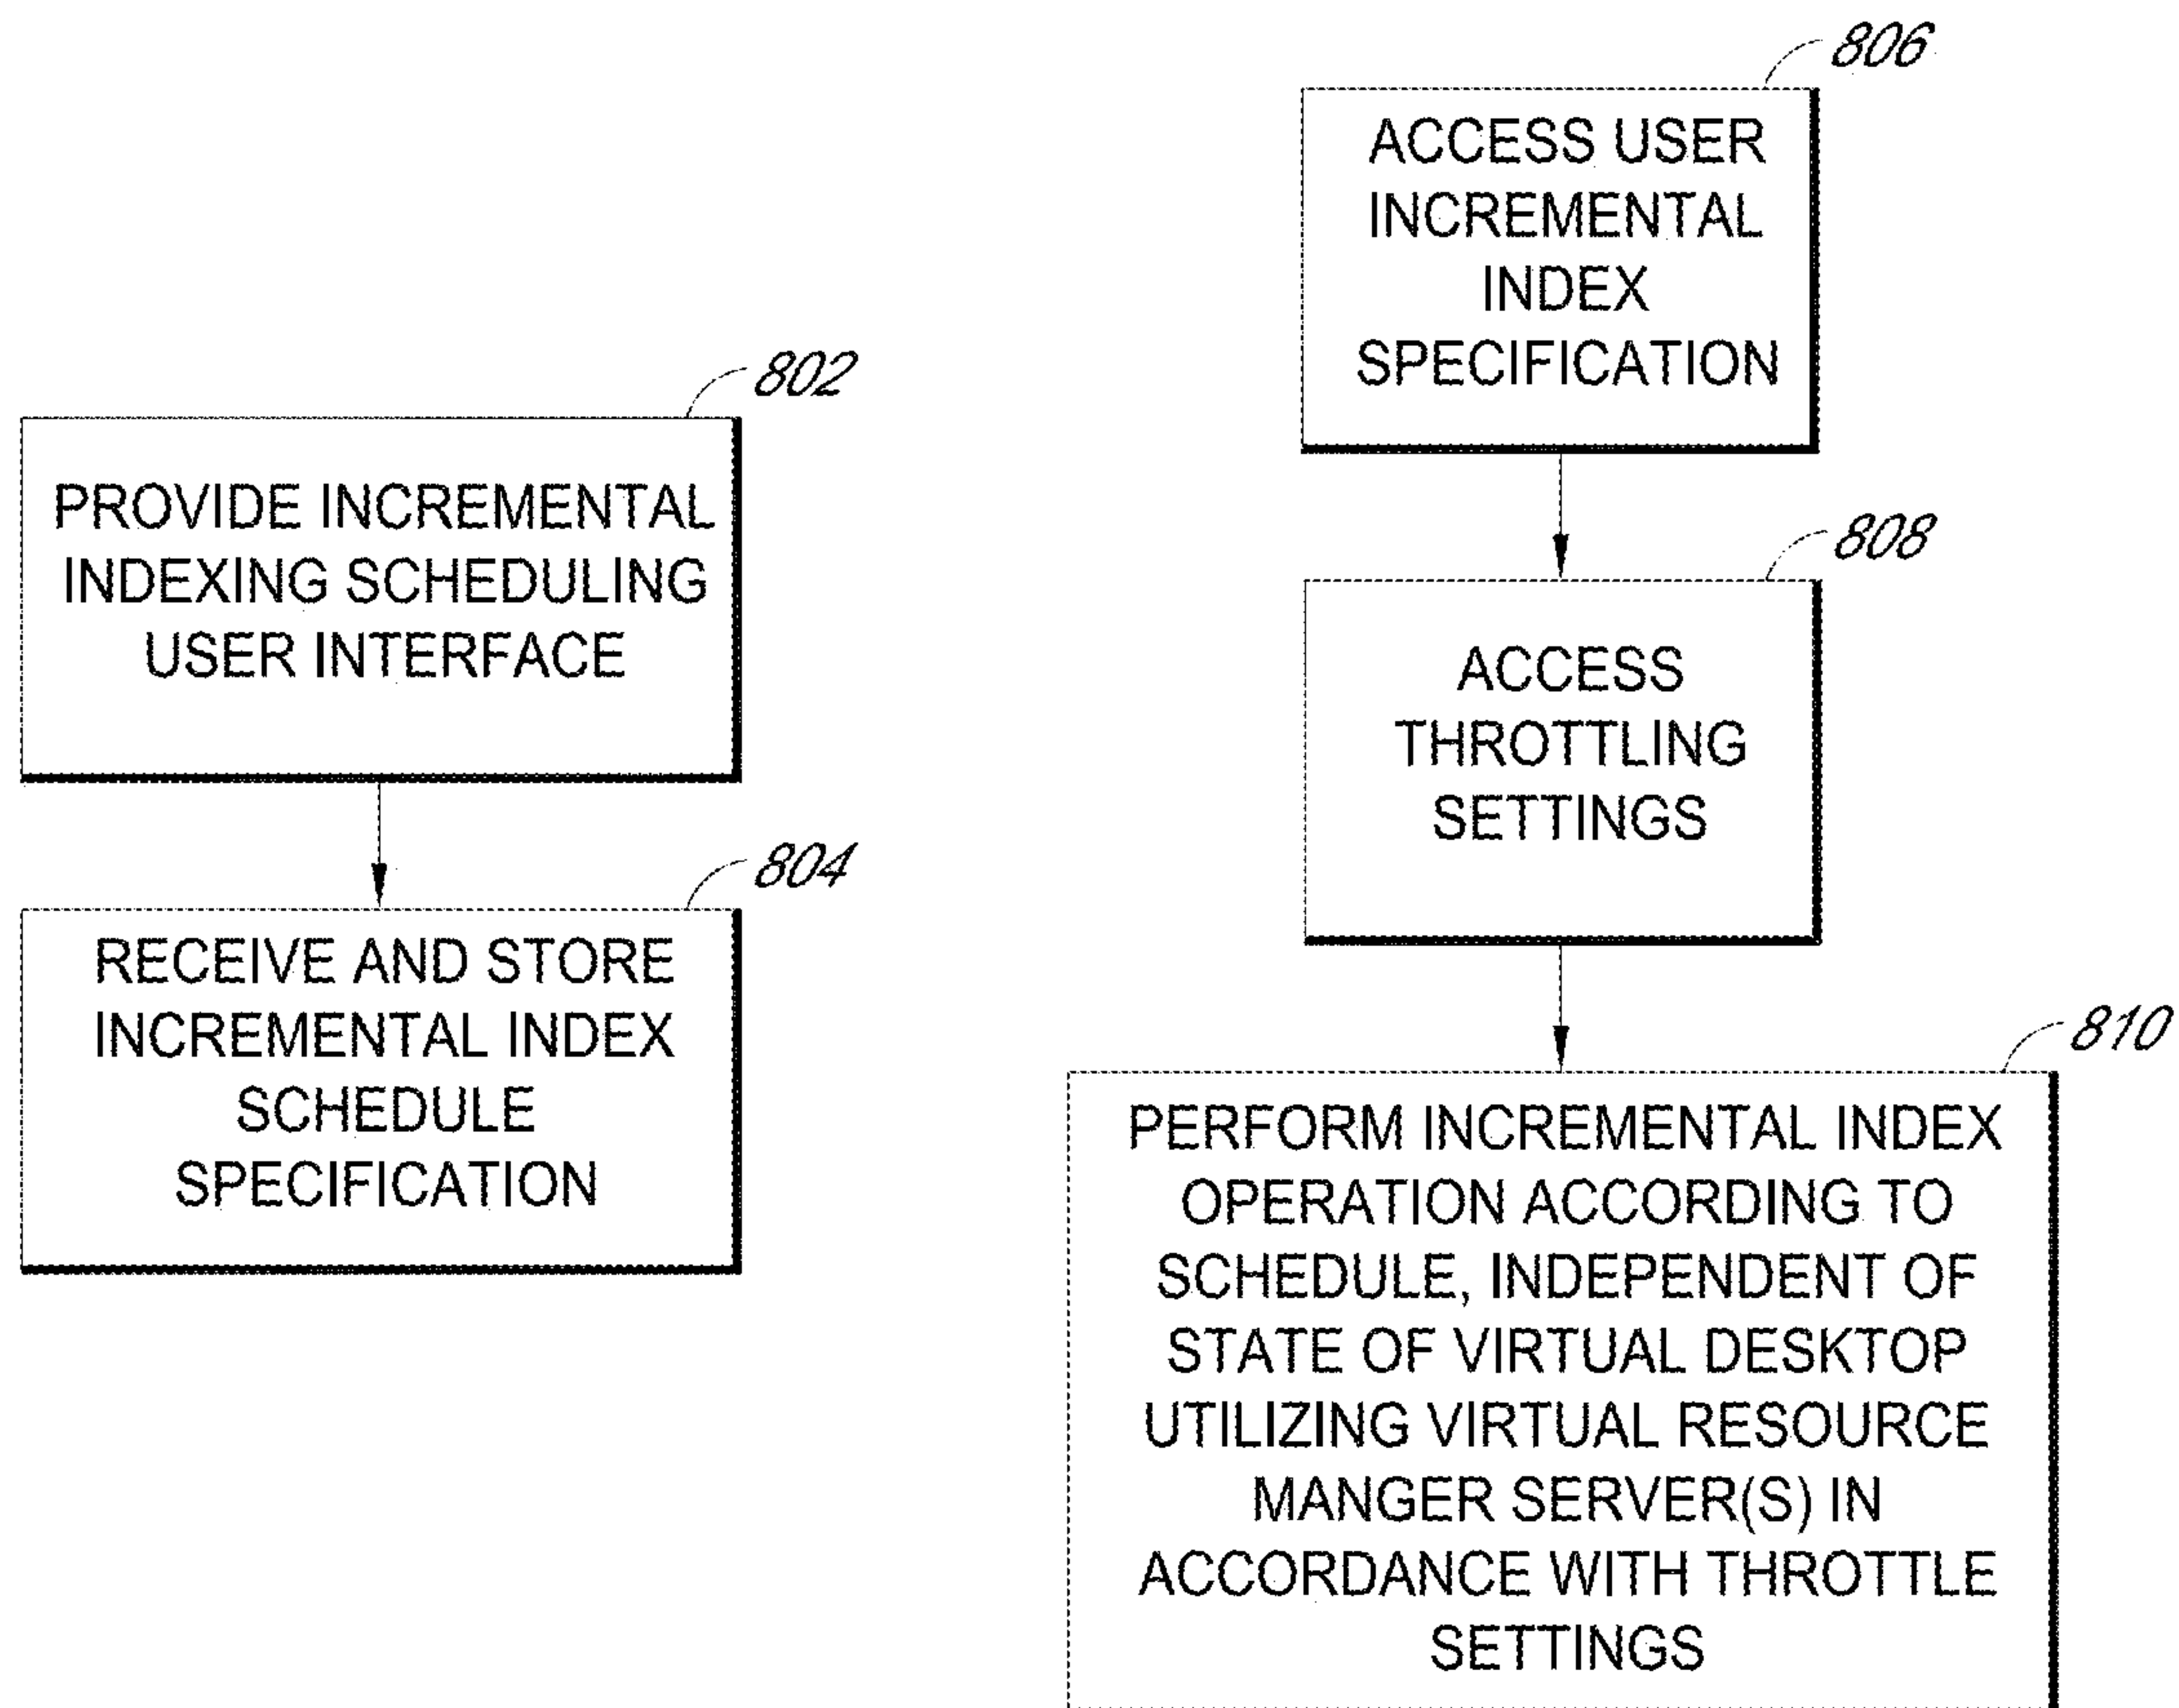 802
PROVIDE INCREMENTAL
INDEXING SCHEDULING
USER INTERFACE
804
RECEIVE AND STORE
INCREMENTAL INDEX
SCHEDULE
SPECIFICATION
806
ACCESS USER
INCREMENTAL
INDEX
SPECIFICATION
808
ACCESS
THROTTLING
SETTINGS
810
PERFORM INCREMENTAL INDEX
OPERATION ACCORDING TO
SCHEDULE, INDEPENDENT OF
STATE OF VIRTUAL DESKTOP
UTILIZING VIRTUAL RESOURCE
MANGER SERVER(S) IN
ACCORDANCE WITH THROTTLE
SETTINGS